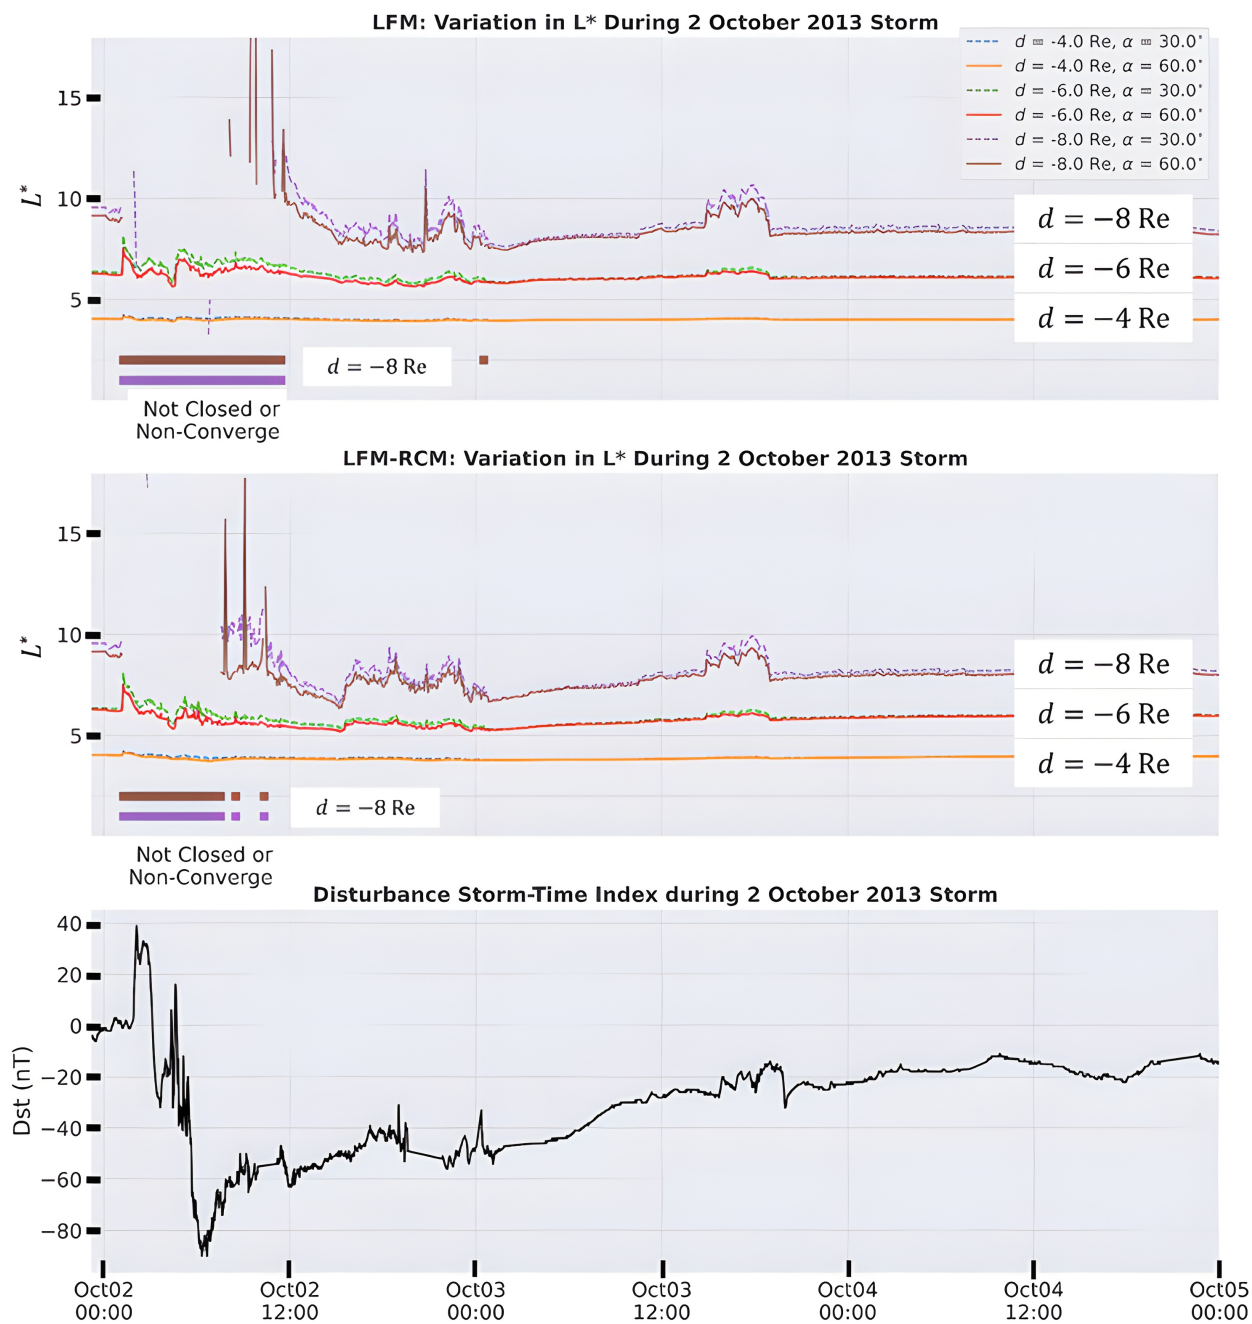 LFM: Variation in L* During 2 October 2013 Storm
d = -4.0 Re, α = 30.0°
d = -4.0 Re, α = 60.0°
d = -6.0 Re, α = 30.0°
d = -6.0 Re, α = 60.0°
d = -8.0 Re, α = 30.0°
d = -8.0 Re, α = 60.0°
15
10
5
L*
d = −8 Re
d = −6 Re
d = −4 Re
d = −8 Re
Not Closed or
Non-Converge
LFM-RCM: Variation in L* During 2 October 2013 Storm
15
10
5
L*
d = −8 Re
d = −6 Re
d = −4 Re
d = −8 Re
Not Closed or
Non-Converge
Disturbance Storm-Time Index during 2 October 2013 Storm
40
20
0
−20
−40
−60
−80
Dst (nT)
Oct02 Oct02 Oct03 Oct03 Oct04 Oct04 Oct05
00:00 12:00 00:00 12:00 00:00 12:00 00:00